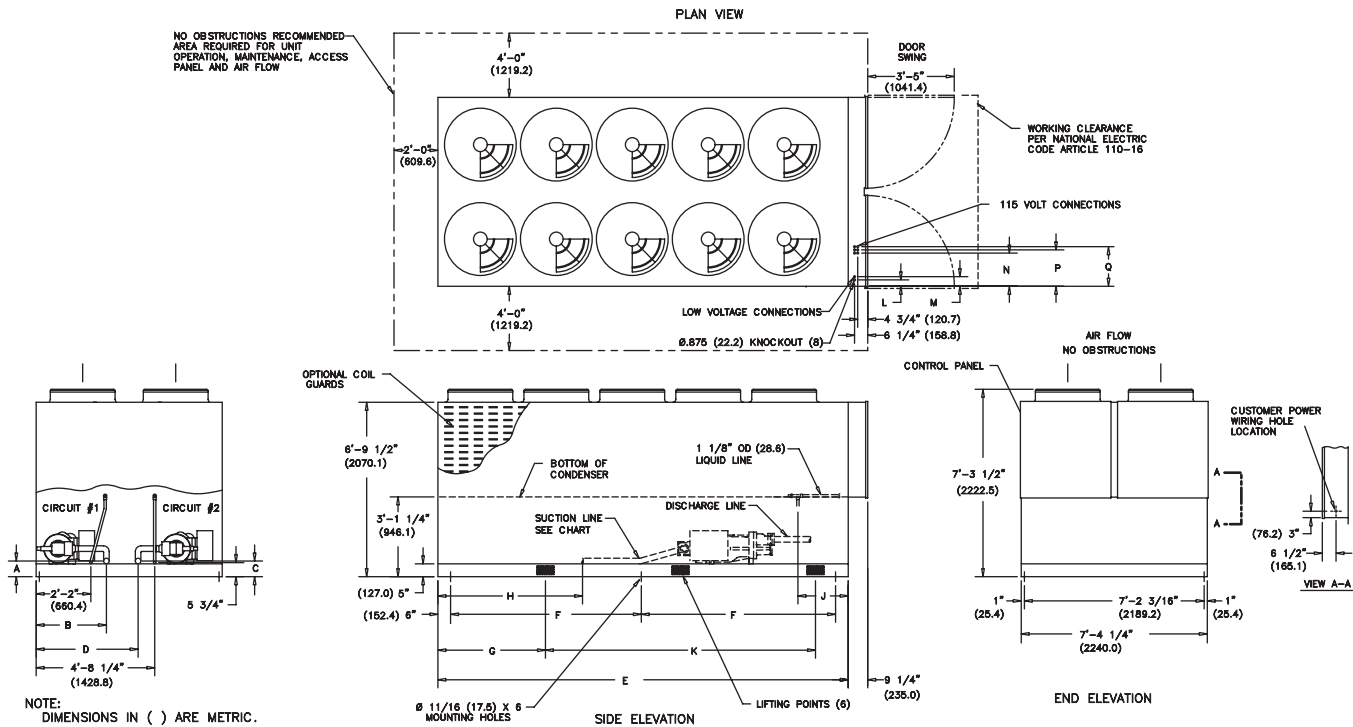 PLAN VIEW
NO OBSTRUCTIONS RECOMMENDED
AREA REQUIRED FOR UNIT
OPERATION, MAINTENANCE, ACCESS
PANEL AND AIR FLOW
4'-0"
(1219.2)
DOOR
SWING
3'-5"
(1041.4)
2'-0"
(609.6)
WORKING CLEARANCE
PER NATIONAL ELECTRIC
CODE ARTICLE 110-16
115 VOLT CONNECTIONS
N
P
Q
L
M
4'-0"
(1219.2)
LOW VOLTAGE CONNECTIONS
4 3/4" (120.7)
6 1/4" (158.8)
Ø.875 (22.2) KNOCKOUT (8)
CIRCUIT #1
CIRCUIT #2
A
C
2'-2"
(660.4)
5 3/4"
B
D
4'-8 1/4"
(1428.8)
NOTE:
DIMENSIONS IN ( ) ARE METRIC.
OPTIONAL COIL
GUARDS
6'-9 1/2"
(2070.1)
BOTTOM OF
CONDENSER
1 1/8" OD (28.6)
LIQUID LINE
3'-1 1/4"
(946.1)
SUCTION LINE
SEE CHART
DISCHARGE LINE
(127.0) 5"
(152.4) 6"
H
J
F
F
G
K
E
9 1/4"
(235.0)
Ø 11/16 (17.5) X 6
MOUNTING HOLES
LIFTING POINTS (6)
SIDE ELEVATION
AIR FLOW
NO OBSTRUCTIONS
CONTROL PANEL
7'-3 1/2"
(2222.5)
A
A
1"
(25.4)
7'-2 3/16"
(2189.2)
1"
(25.4)
7'-4 1/4"
(2240.0)
END ELEVATION
CUSTOMER POWER
WIRING HOLE
LOCATION
(76.2) 3"
6 1/2"
(165.1)
VIEW A-A